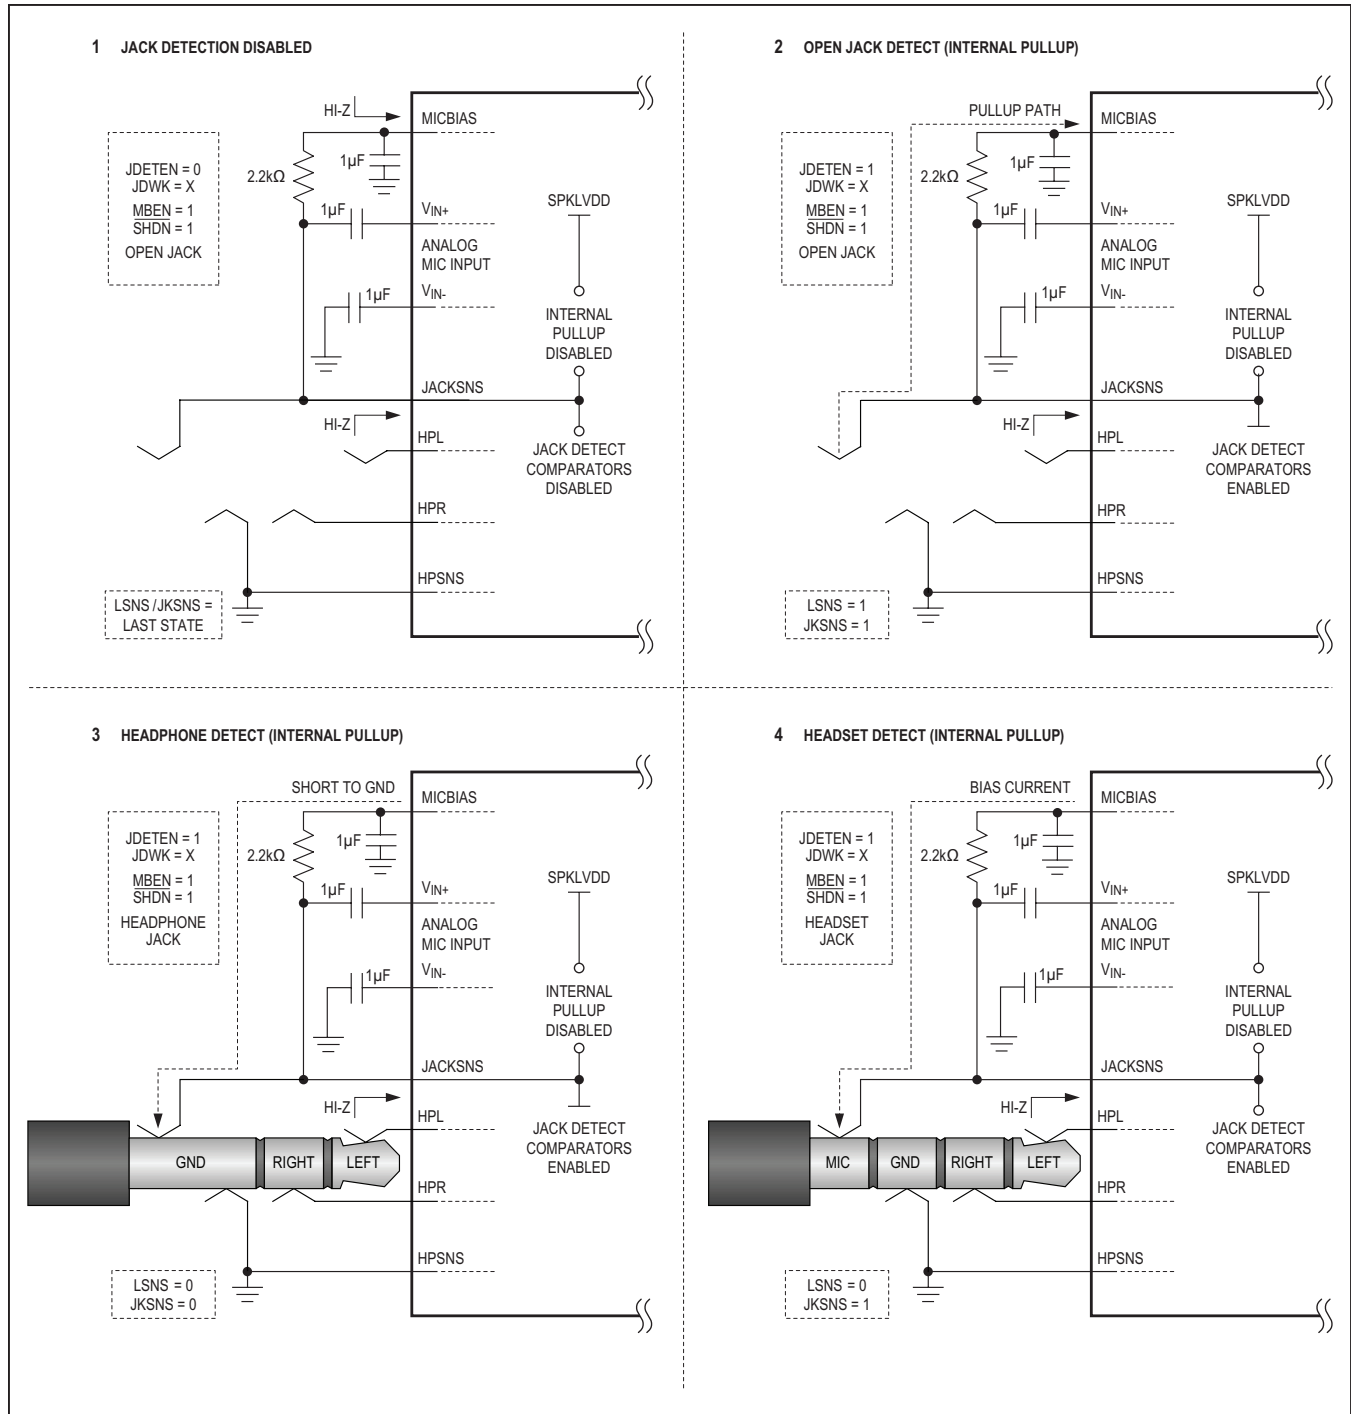 1 JACK DETECTION DISABLED
HI-Z
MICBIAS
JDETEN = 0
JDWK = X
MBEN = 1
SHDN = 1
OPEN JACK
2.2kΩ
1µF
1µF
VIN+
SPKLVDD
ANALOG
MIC INPUT
1µF
VIN-
INTERNAL
PULLUP
DISABLED
JACKSNS
HI-Z
HPL
JACK DETECT
COMPARATORS
DISABLED
HPR
HPSNS
LSNS /JKSNS =
LAST STATE
2 OPEN JACK DETECT (INTERNAL PULLUP)
PULLUP PATH
MICBIAS
JDETEN = 1
JDWK = X
MBEN = 1
SHDN = 1
OPEN JACK
2.2kΩ
1µF
1µF
VIN+
SPKLVDD
ANALOG
MIC INPUT
1µF
VIN-
INTERNAL
PULLUP
DISABLED
JACKSNS
HI-Z
HPL
JACK DETECT
COMPARATORS
ENABLED
HPR
HPSNS
LSNS = 1
JKSNS = 1
3 HEADPHONE DETECT (INTERNAL PULLUP)
SHORT TO GND
MICBIAS
JDETEN = 1
JDWK = X
MBEN = 1
SHDN = 1
HEADPHONE
JACK
2.2kΩ
1µF
1µF
VIN+
SPKLVDD
ANALOG
MIC INPUT
1µF
VIN-
INTERNAL
PULLUP
DISABLED
JACKSNS
HI-Z
HPL
JACK DETECT
COMPARATORS
ENABLED
GND
RIGHT
LEFT
HPR
HPSNS
LSNS = 0
JKSNS = 0
4 HEADSET DETECT (INTERNAL PULLUP)
BIAS CURRENT
MICBIAS
JDETEN = 1
JDWK = X
MBEN = 1
SHDN = 1
HEADSET
JACK
2.2kΩ
1µF
1µF
VIN+
SPKLVDD
ANALOG
MIC INPUT
1µF
VIN-
INTERNAL
PULLUP
DISABLED
JACKSNS
HI-Z
HPL
JACK DETECT
COMPARATORS
ENABLED
MIC
GND
RIGHT
LEFT
HPR
HPSNS
LSNS = 0
JKSNS = 1